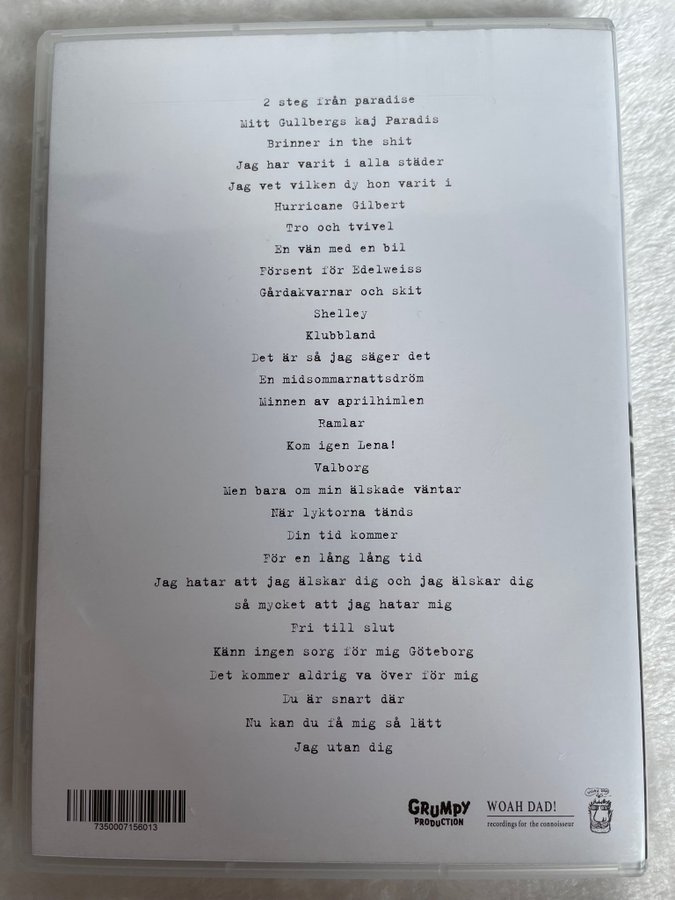 2 steg från paradise
Mitt Gullbergs kaj Paradis
Brinner in the shit
Jag har varit i alla städer
Jag vet vilken dy hon varit i
Hurricane Gilbert
Tro och tvivel
En vän med en bil
Försent för Edelweiss
Gårdakvarnar och skit
Shelley
Klubbland
Det är så jag säger det
En midsommarnattsdröm
Minnen av aprilhimlen
Ramlar
Kom igen Lena!
Valborg
Men bara om min älskade väntar
När lyktorna tänds
Din tid kommer
För en lång lång tid
Jag hatar att jag älskar dig och jag älskar dig
så mycket att jag hatar mig
Fri till slut
Känn ingen sorg för mig Göteborg
Det kommer aldrig va över för mig
Du är snart där
Nu kan du få mig så lätt
Jag utan dig
7350007156013
GRUMPY
PRODUCTION
WOAH DAD!
recordings for the connoisseur